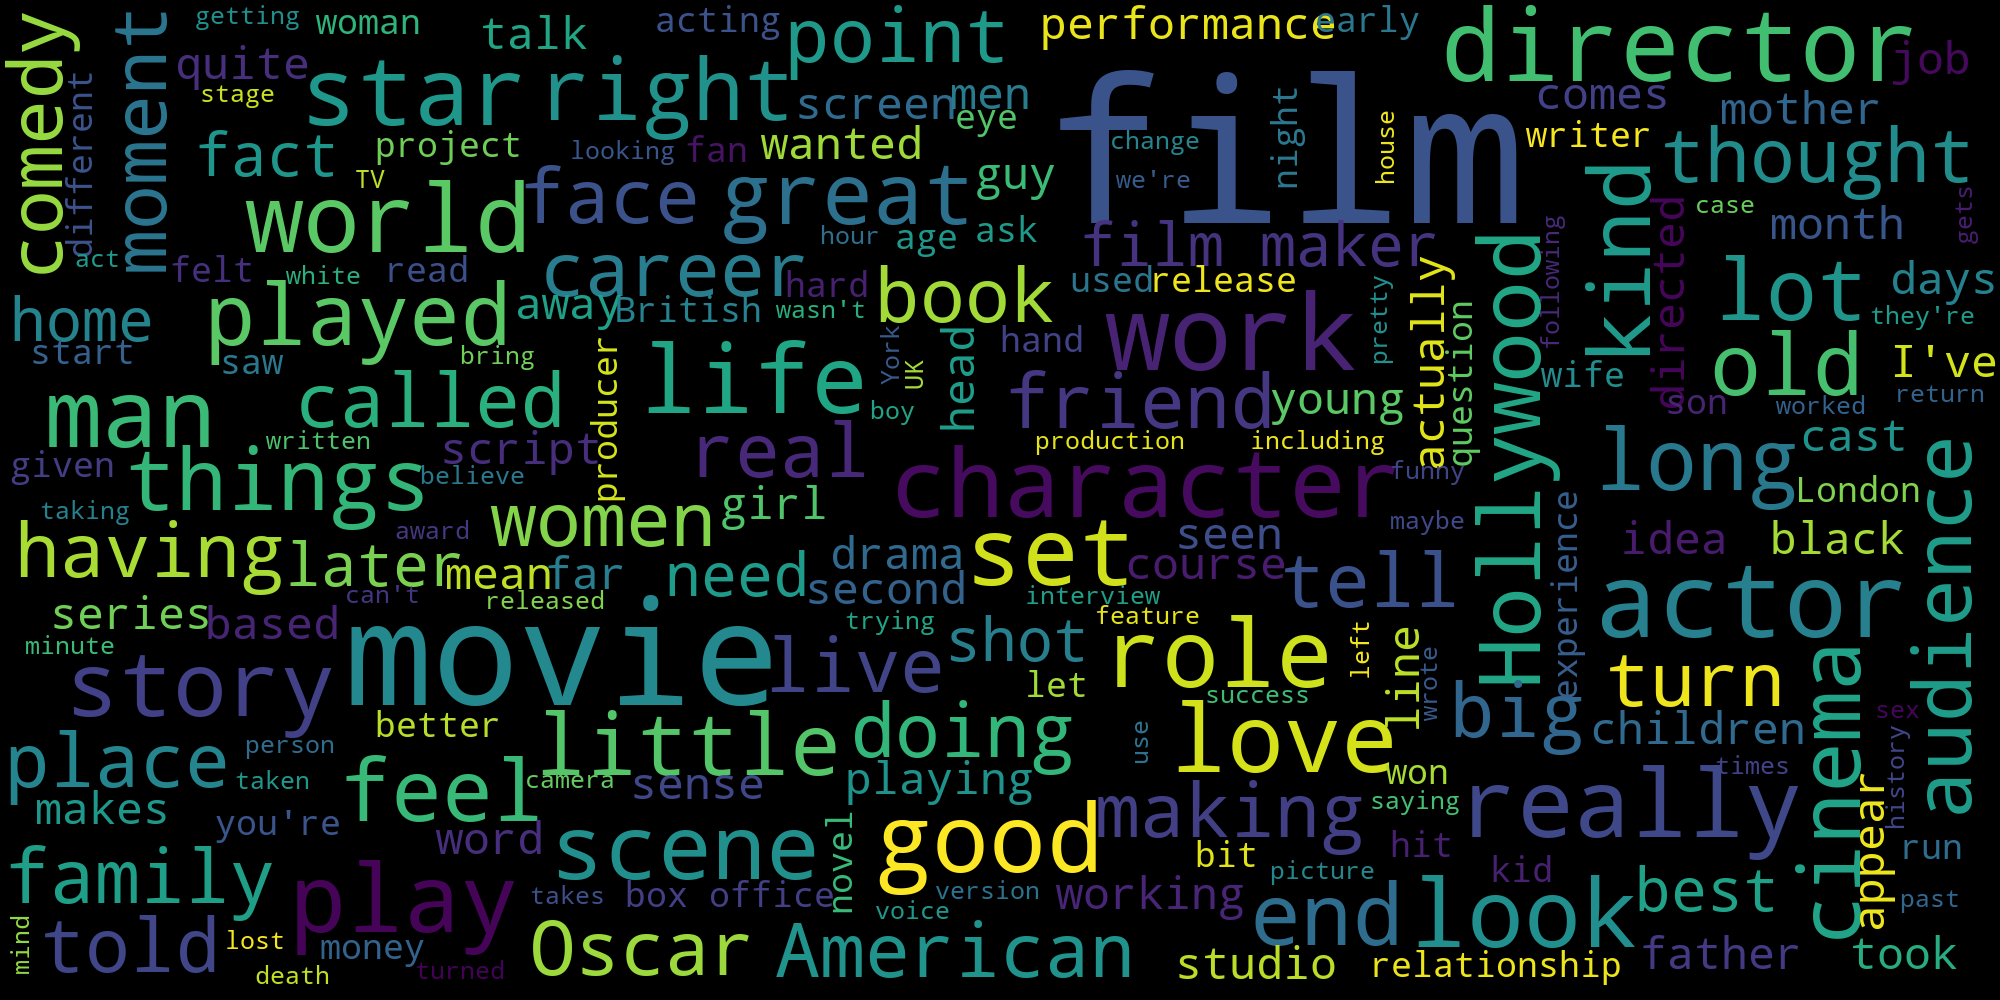 getting
woman
talk
acting
point
performance
early
director
job
comedy
moment
different
quite
stage
star
right
screen
men
eye
film
comes
mother
writer
thought
fact
project
TV
looking
fan
wanted
guy
change
we're
night
house
world
face
great
hour
age
ask
film maker
following
kind
directed
case
month
gets
act
felt
white
read
career
hard
away
British
wasn't
book
used
release
pretty
actually
question
Hollywood
lot
days
they're
home
start
played
saw
bring
producer
life
York
UK
boy
head
hand
work
friend
young
wife
son
old
worked
I've
return
man
called
written
things
given
taking
script
believe
real
girl
character
production
including
funny
maybe
long
cast
London
idea
black
audience
having
later
award
women
mean
far
can't
released
need
drama
second
set
course
seen
interview
tell
experience
actor
series
based
minute
movie
live
trying
shot
feature
let
role
left
line
wrote
success
story
better
little
doing
use
love
big
turn
children
cinema
sex
history
times
place
person
taken
makes
feel
camera
sense
playing
making
won
saying
really
appear
you're
word
scene
novel
good
bit
hit
kid
run
family
play
takes
box office
version
voice
working
picture
end
look
best
past
mind
told
lost
death
money
turned
Oscar
American
studio
relationship
father
took